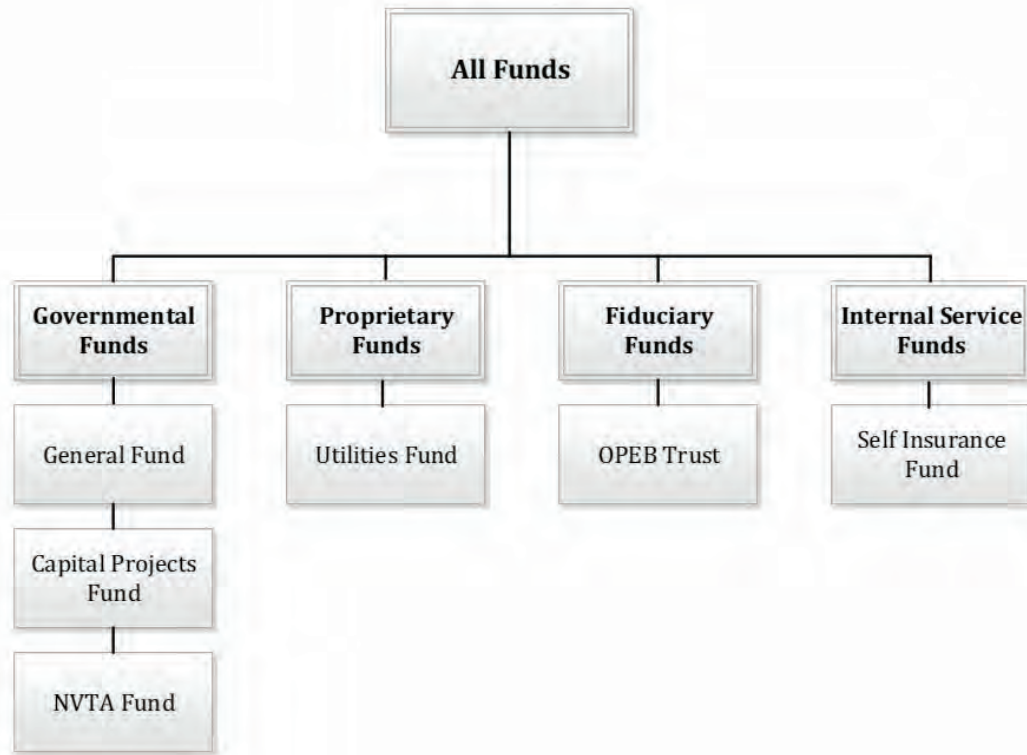 All Funds
Governmental
Funds
Proprietary
Funds
Fiduciary
Funds
Internal Service
Funds
General Fund
Utilities Fund
OPEB Trust
Self Insurance
Fund
Capital Projects
Fund
NVTA Fund